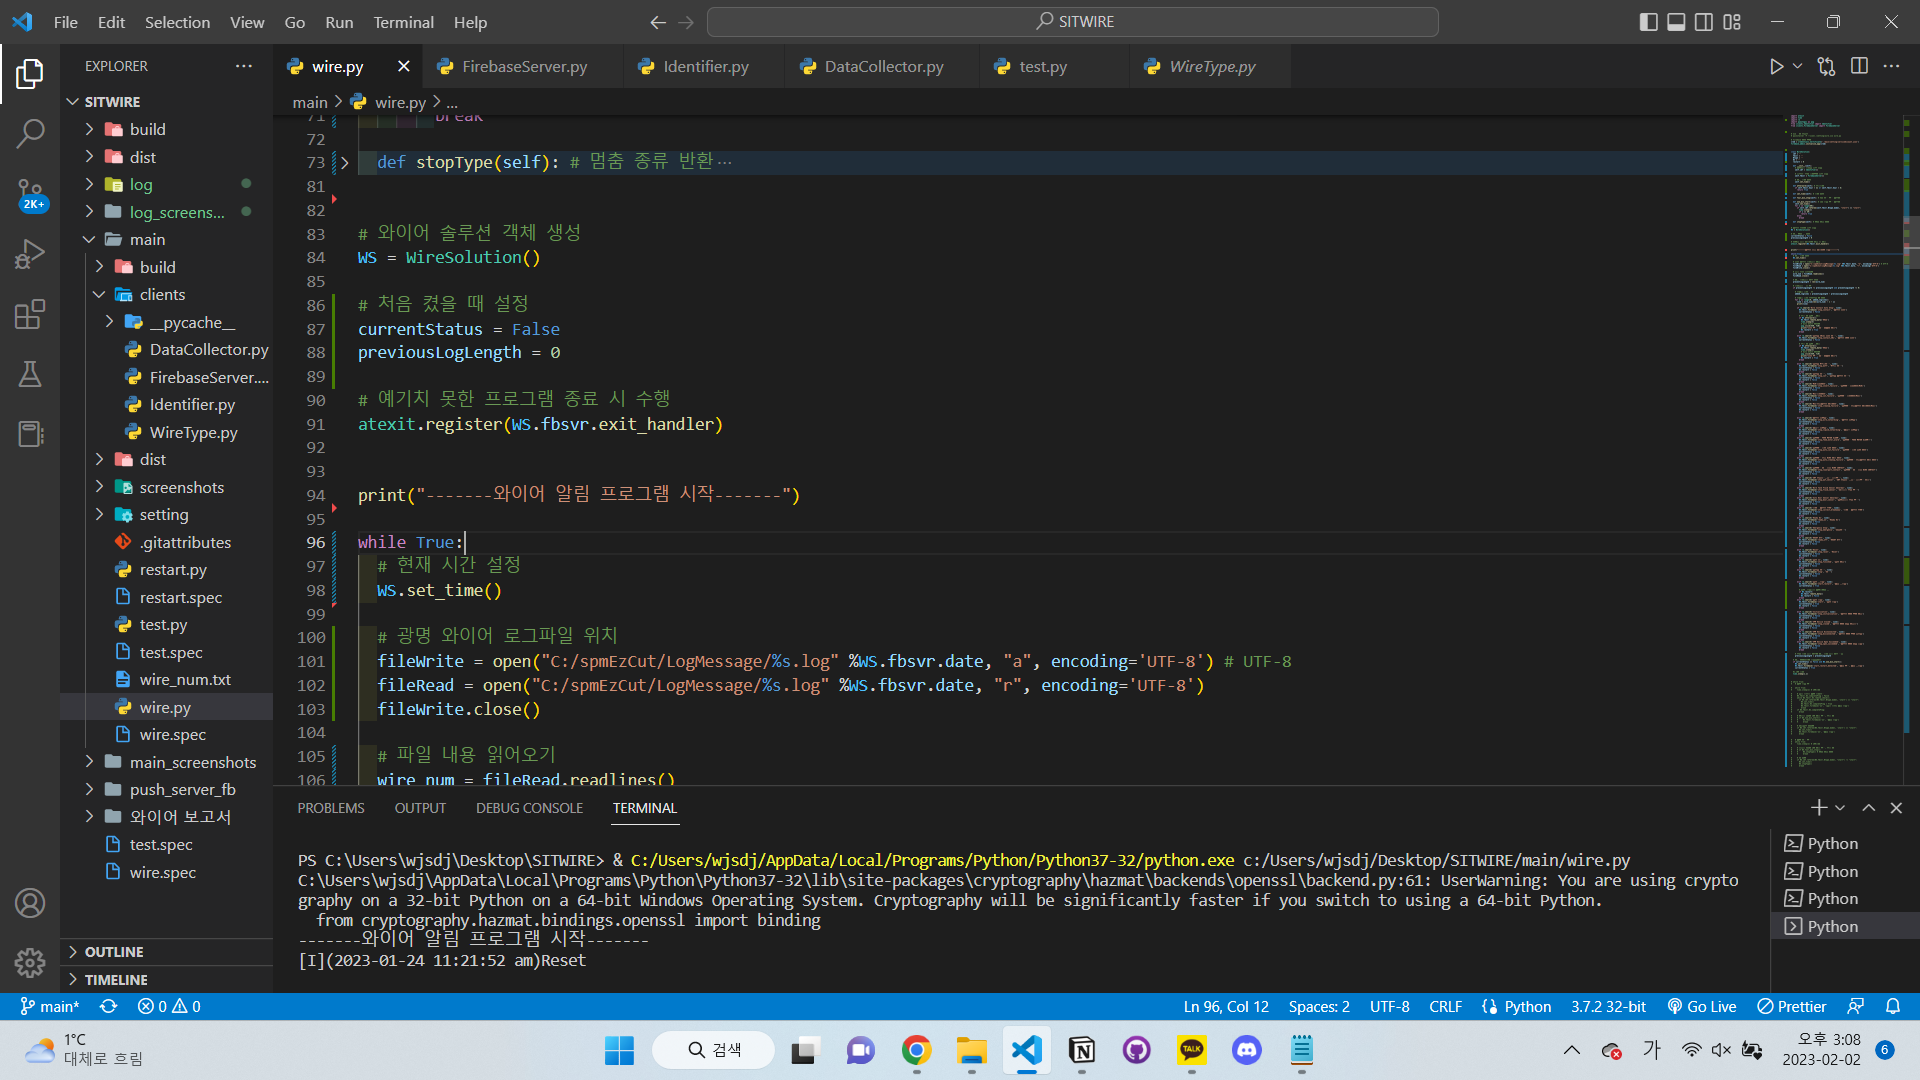 File Edit Selection View Go Run Terminal Help
SITWIRE
EXPLORER
wire.py
FirebaseServer.py
Identifier.py
DataCollector.py
test.py
WireType.py
main > wire.py > ...
SITWIRE
build
dist
log
log_screens...
main
build
clients
__pycache__
DataCollector.py
FirebaseServer....
Identifier.py
WireType.py
dist
screenshots
setting
.gitattributes
restart.py
restart.spec
test.py
test.spec
wire_num.txt
wire.py
wire.spec
main_screenshots
push_server_fb
와이어 보고서
test.spec
wire.spec
OUTLINE
TIMELINE
2K+
71 break
72
73 def stopType(self): # 멈춤 종류 반환 ...
81
82
83 # 와이어 솔루션 객체 생성
84 WS = WireSolution()
85
86 # 처음 켰을 때 설정
87 currentStatus = False
88 previousLogLength = 0
89
90 # 예기치 못한 프로그램 종료 시 수행
91 atexit.register(WS.fbsvr.exit_handler)
92
93
94 print("-------와이어 알림 프로그램 시작-------")
95
96 while True:
97 # 현재 시간 설정
98 WS.set_time()
99
100 # 광명 와이어 로그파일 위치
101 fileWrite = open("C:/spmEzCut/LogMessage/%s.log" %WS.fbsvr.date, "a", encoding='UTF-8') # UTF-8
102 fileRead = open("C:/spmEzCut/LogMessage/%s.log" %WS.fbsvr.date, "r", encoding='UTF-8')
103 fileWrite.close()
104
105 # 파일 내용 읽어오기
106 wire_num = fileRead.readlines()
PROBLEMS OUTPUT DEBUG CONSOLE TERMINAL
PS C:\Users\wjsdj\Desktop\SITWIRE> & C:/Users/wjsdj/AppData/Local/Programs/Python/Python37-32/python.exe c:/Users/wjsdj/Desktop/SITWIRE/main/wire.py
C:\Users\wjsdj\AppData\Local\Programs\Python\Python37-32\lib\site-packages\cryptography\hazmat\backends\openssl\backend.py:61: UserWarning: You are using crypto
graphy on a 32-bit Python on a 64-bit Windows Operating System. Cryptography will be significantly faster if you switch to using a 64-bit Python.
from cryptography.hazmat.bindings.openssl import binding
-------와이어 알림 프로그램 시작-------
[I](2023-01-24 11:21:52 am)Reset
Python
Python
Python
Python
main* 0 0 Ln 96, Col 12 Spaces: 2 UTF-8 CRLF Python 3.7.2 32-bit Go Live Prettier
1°C
대체로 흐림
검색
TALK
가
오후 3:08
2023-02-02
6